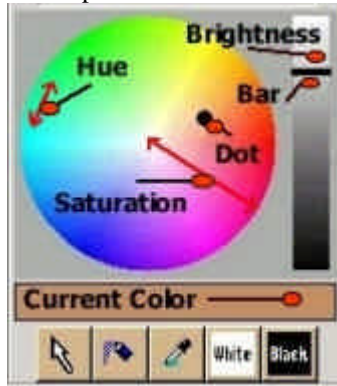 Brightness
Hue
Bar
Dot
Saturation
Current Color
White
Black